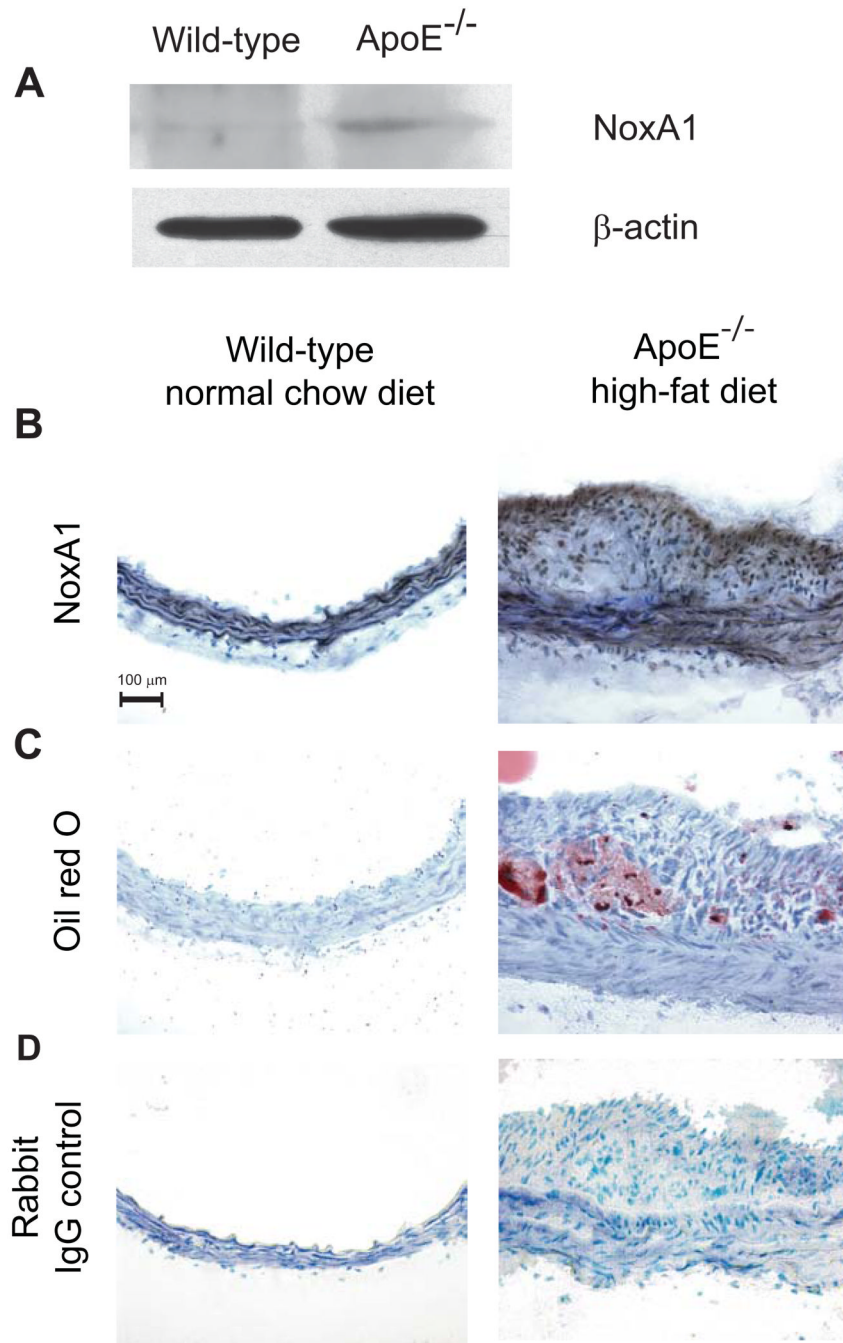 Wild-type ApoE-/-
A
NoxA1
β-actin
Wild-type
normal chow diet
ApoE-/-
high-fat diet
B
NoxA1
100 μm
C
Oil red O
D
Rabbit
IgG control